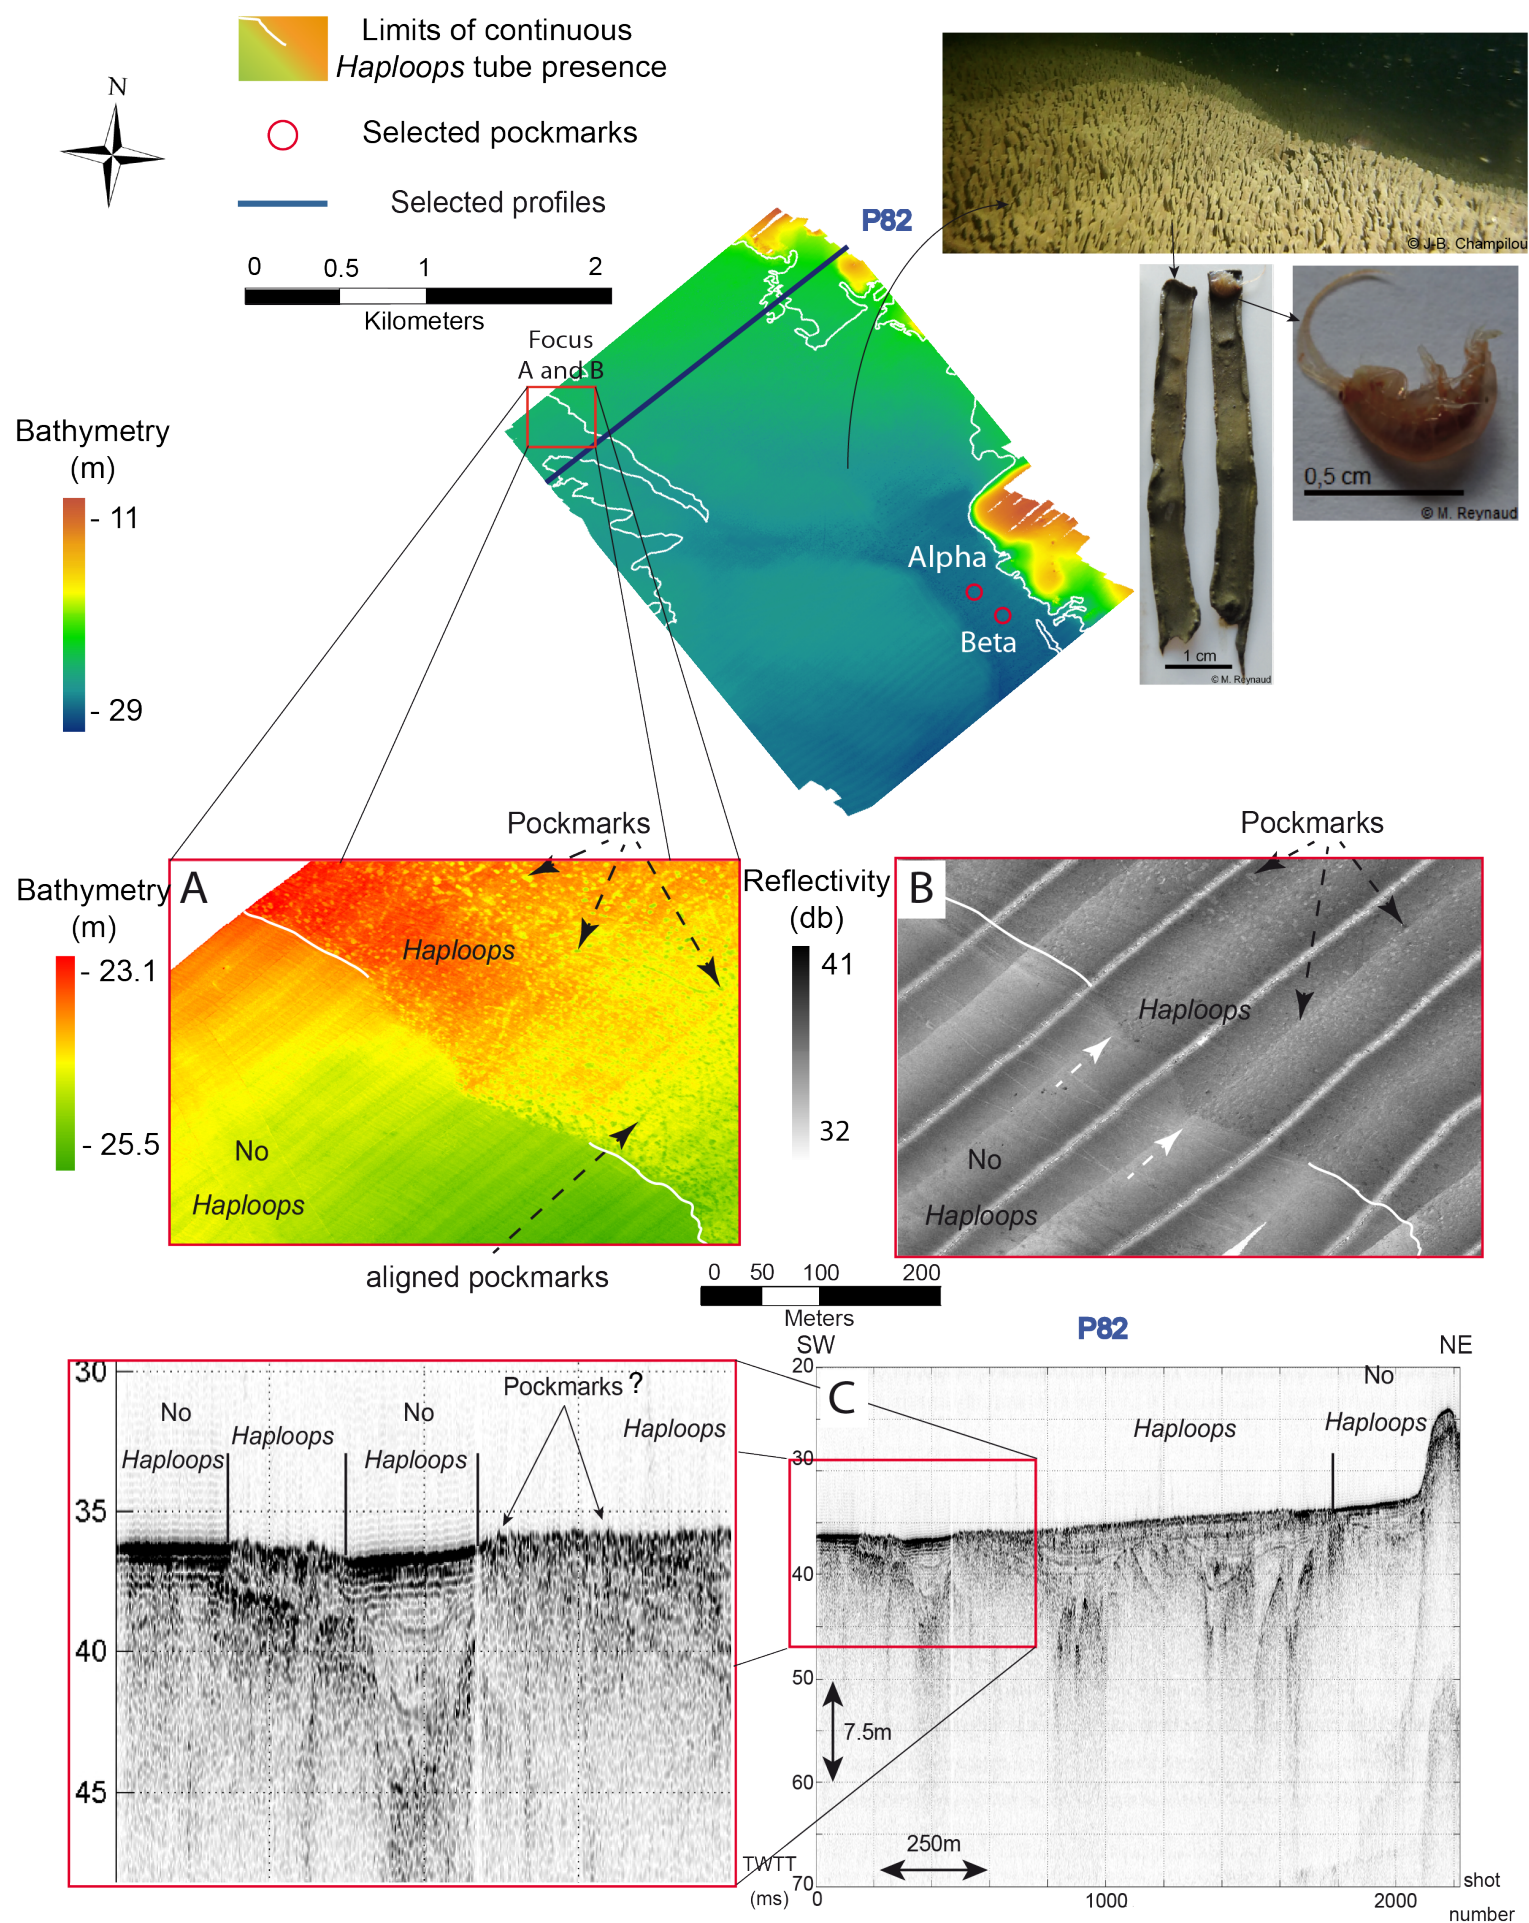 Limits of continuous
Haploops tube presence
N
Selected pockmarks
Selected profiles
P82
© J-B. Champilou
0 0.5 1 2
Kilometers
Focus
A and B
0,5 cm
© M. Reynaud
Bathymetry
(m)
- 11
- 29
Alpha
Beta
1 cm
© M. Reynaud
Pockmarks
Pockmarks
Bathymetry
(m)
- 23.1
- 25.5
A
Haploops
No
Haploops
aligned pockmarks
Reflectivity
(db)
41
32
B
Haploops
No
Haploops
0 50 100 200
Meters
P82
SW
NE
30
35
40
45
No
Haploops
Haploops
No
Haploops
Pockmarks ?
Haploops
C
20
30
40
50
60
70
Haploops
No
Haploops
7.5m
250m
TWTT
(ms)
0 1000 2000
shot
number